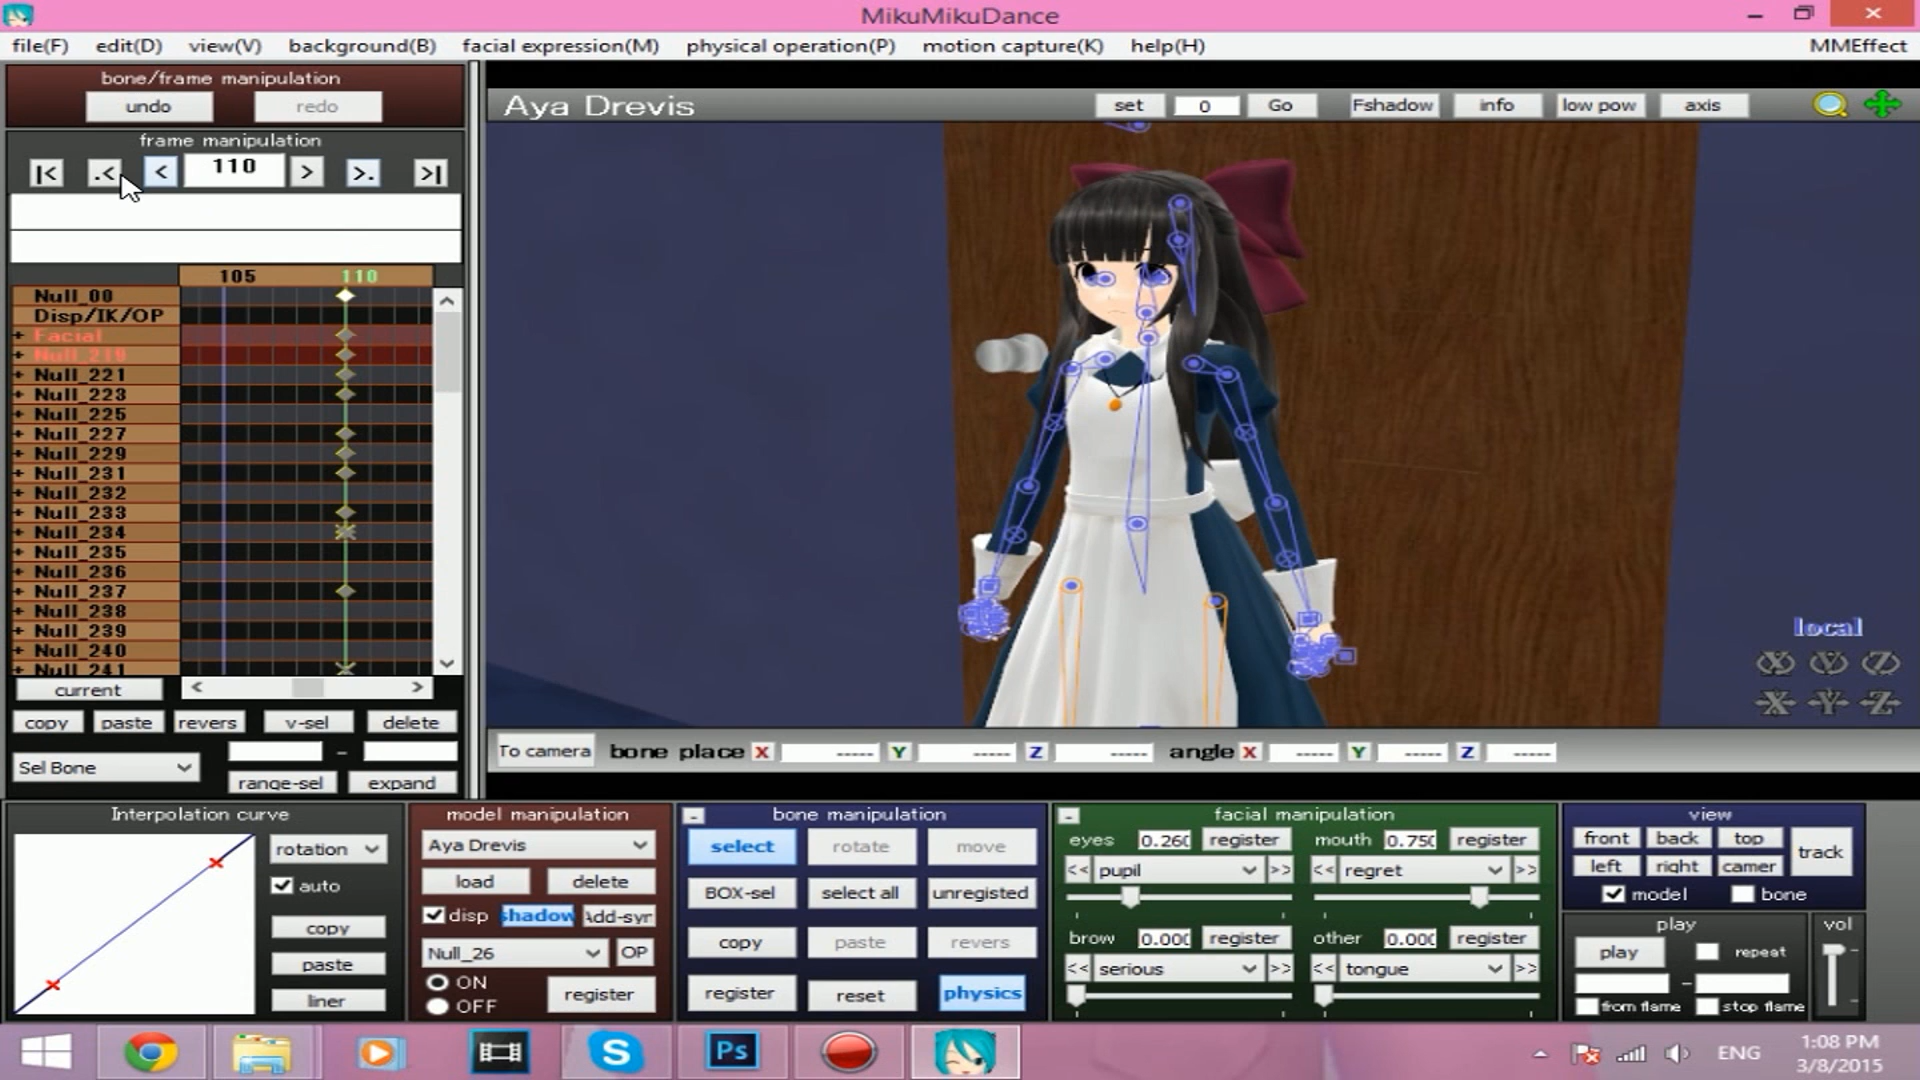 MikuMikuDance
file(F) edit(D) view(V) background(B) facial expression(M) physical operation(P) motion capture(K) help(H) MMEffect
bone/frame manipulation
undo redo
frame manipulation
|< .< < 110 > >. >|
Aya Drevis set 0 Go Fshadow info low pow axis
105 110
Null_00
Disp/IK/OP
+ Facial
+ Null_219
+ Null_221
+ Null_223
+ Null_225
+ Null_227
+ Null_229
+ Null_231
+ Null_232
+ Null_233
+ Null_234
+ Null_235
+ Null_236
+ Null_237
+ Null_238
+ Null_239
+ Null_240
+ Null_241
current < >
copy paste revers v-sel delete
Sel Bone -
range-sel expand
local
X Y Z
X Y Z
To camera bone place X ----- Y ----- Z ----- angle X ----- Y ----- Z -----
Interpolation curve
rotation
auto
copy
paste
liner
model manipulation
Aya Drevis
load delete
disp shadow Add-syn
Null_26 OP
ON
OFF
register
- bone manipulation
select rotate move
BOX-sel select all unregisted
copy paste revers
register reset physics
- facial manipulation
eyes 0.260 register mouth 0.750 register
<< pupil >> << regret >>
brow 0.000 register other 0.000 register
<< serious >> << tongue >>
view
front back top
left right camer track
model bone
play
play repeat
-
from flame stop flame
vol
Ps
ENG
1:08 PM
3/8/2015